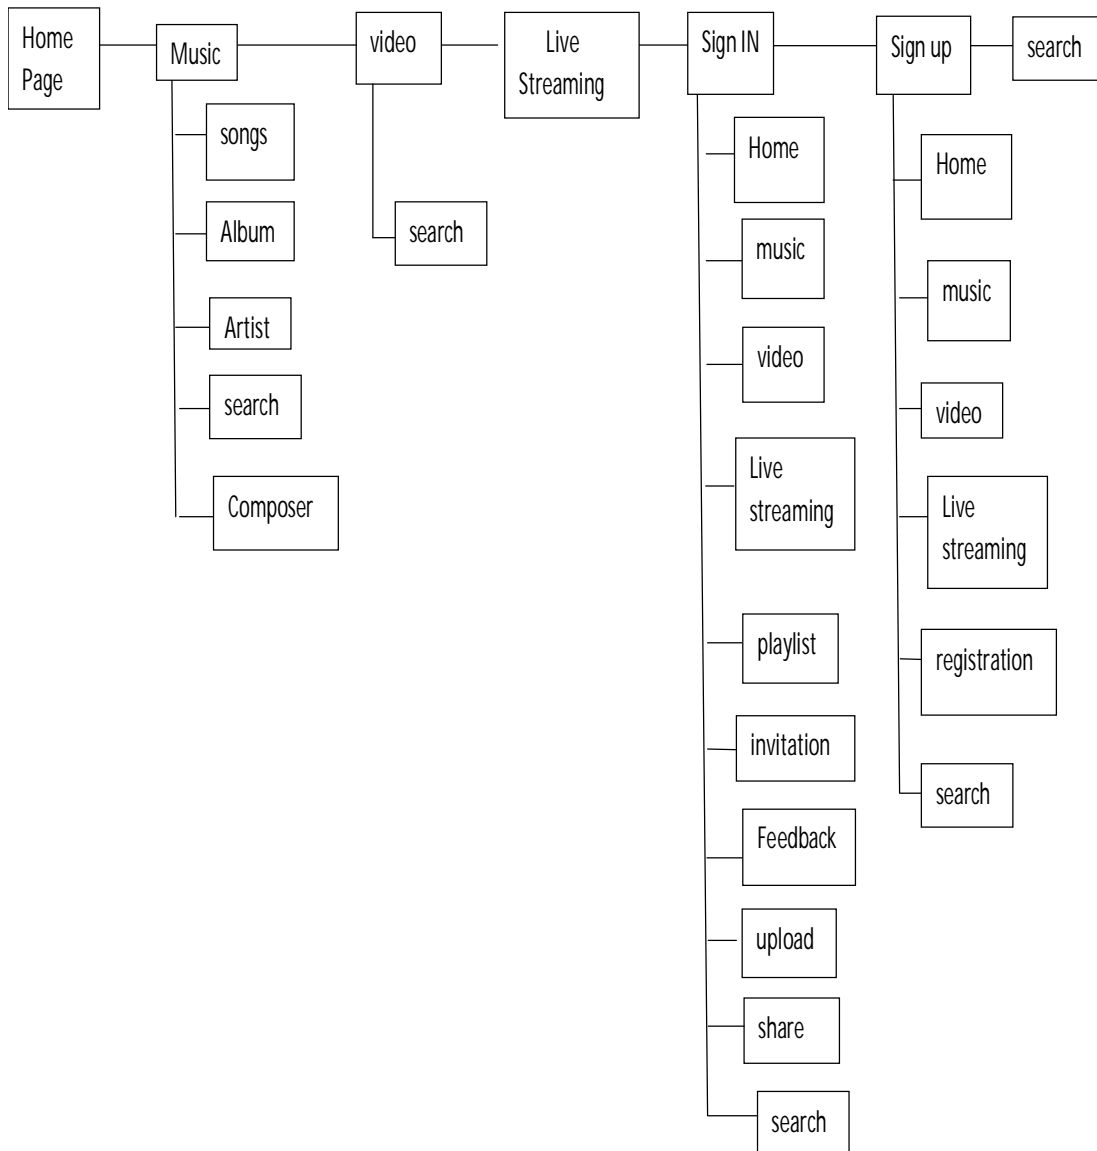 Home
Page
Music
video
Live
Streaming
Sign IN
Sign up
search
songs
Album
Artist
search
Composer
search
Home
music
video
Live
streaming
playlist
invitation
Feedback
upload
share
search
Home
music
video
Live
streaming
registration
search